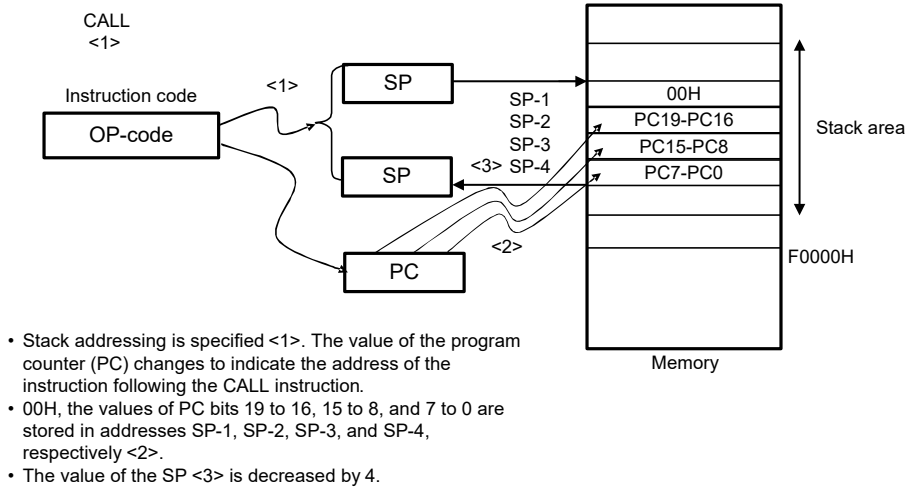 CALL
<1>
Instruction code
OP-code
<1>
SP
SP
PC
SP-1
SP-2
SP-3
<3> SP-4
<2>
00H
PC19-PC16
PC15-PC8
PC7-PC0
Stack area
F0000H
Memory
• Stack addressing is specified <1>. The value of the program
counter (PC) changes to indicate the address of the
instruction following the CALL instruction.
• 00H, the values of PC bits 19 to 16, 15 to 8, and 7 to 0 are
stored in addresses SP-1, SP-2, SP-3, and SP-4,
respectively <2>.
• The value of the SP <3> is decreased by 4.